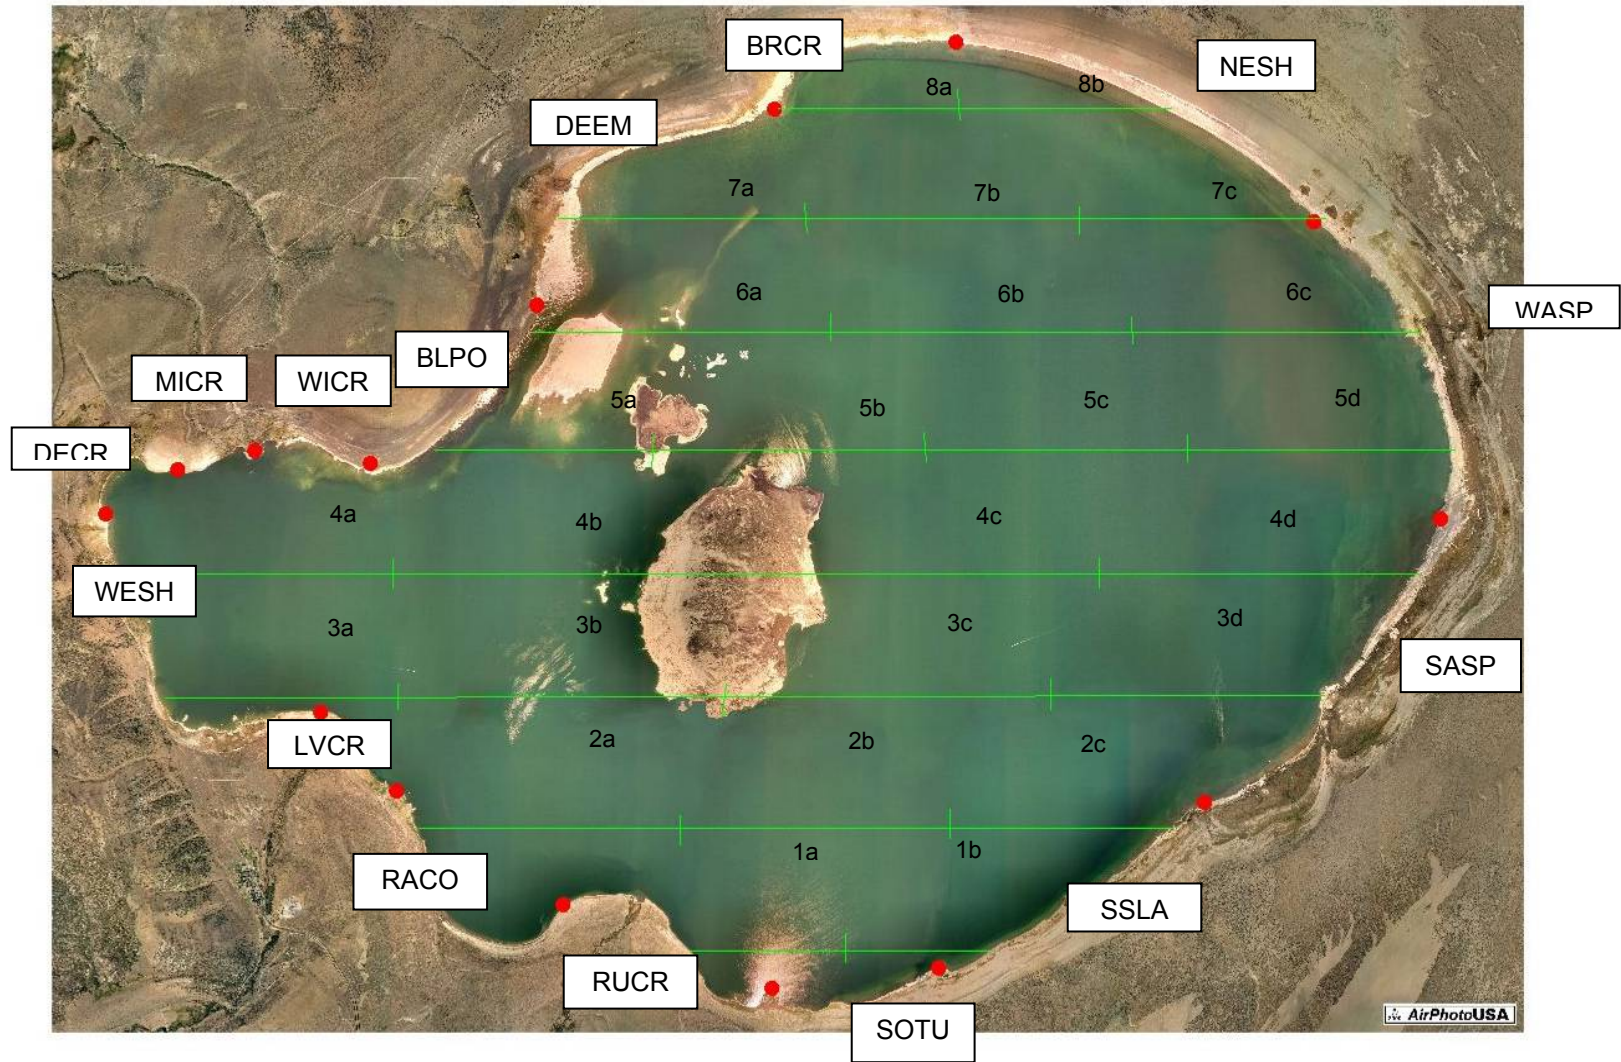 BRCR
NESH
8a
8b
DEEM
7a
7b
7c
6a
6b
6c
WASP
BLPO
MICR
WICR
5a
5b
5c
5d
DECR
4a
4b
4c
4d
WESH
3a
3b
3c
3d
SASP
LVCR
2a
2b
2c
RACO
1a
1b
SSLA
RUCR
SOTU
AirPhotoUSA